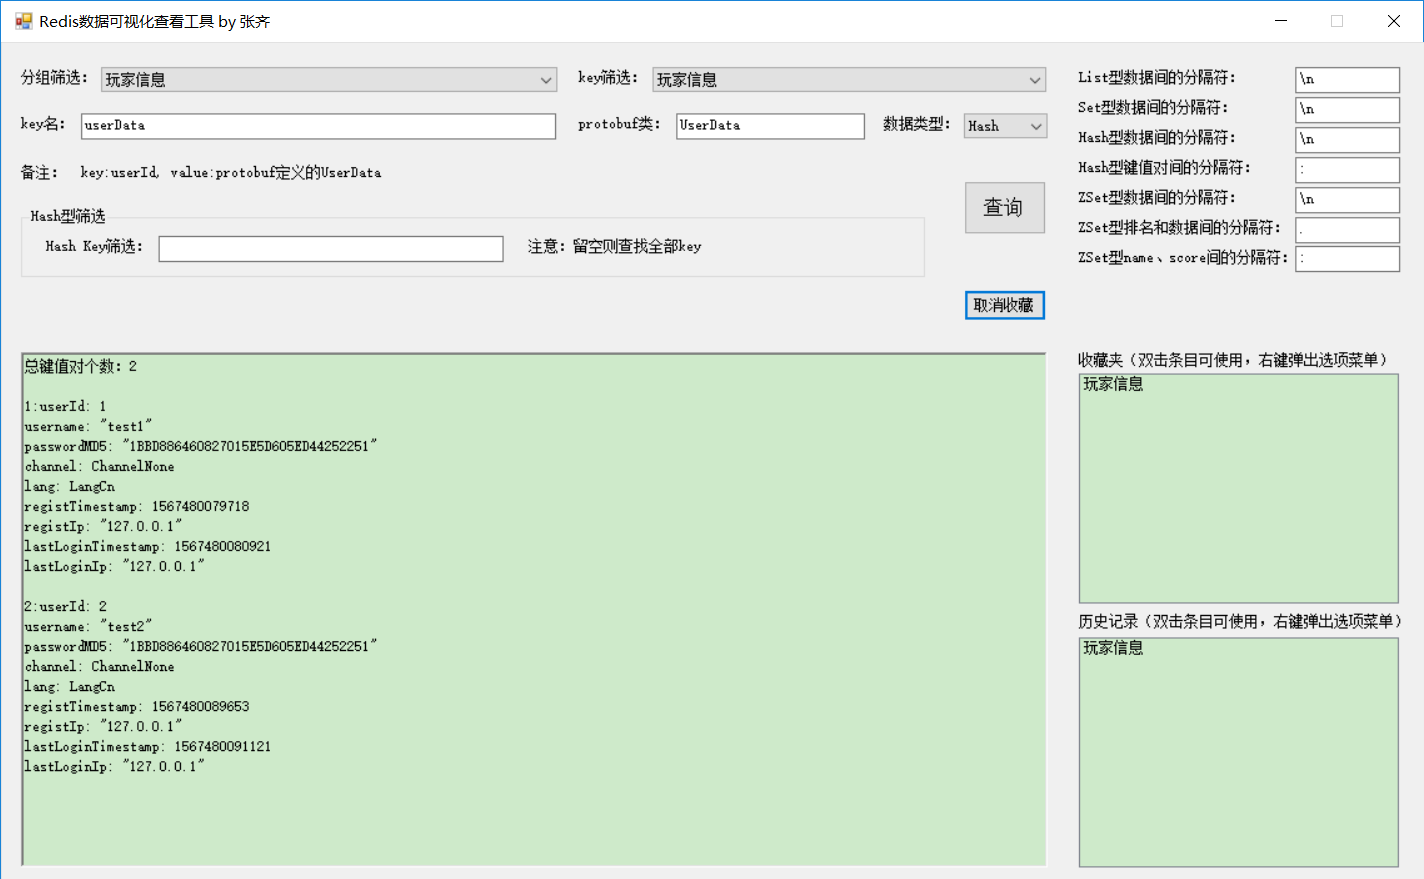 Redis数据可视化查看工具 by 张齐
分组筛选： 玩家信息 key筛选： 玩家信息
key名： userData protobuf类： UserData 数据类型： Hash
备注： key:userId, value:protobuf定义的UserData
Hash型筛选
Hash Key筛选： 注意：留空则查找全部key
查询
取消收藏
List型数据间的分隔符： \n
Set型数据间的分隔符： \n
Hash型数据间的分隔符： \n
Hash型键值对间的分隔符： :
ZSet型数据间的分隔符： \n
ZSet型排名和数据间的分隔符： .
ZSet型name、score间的分隔符： :
总键值对个数：2
1:userId: 1
username: "test1"
passwordMD5: "1BBD886460827015E5D605ED44252251"
channel: ChannelNone
lang: LangCn
registTimestamp: 1567480079718
registIp: "127.0.0.1"
lastLoginTimestamp: 1567480080921
lastLoginIp: "127.0.0.1"
2:userId: 2
username: "test2"
passwordMD5: "1BBD886460827015E5D605ED44252251"
channel: ChannelNone
lang: LangCn
registTimestamp: 1567480089653
registIp: "127.0.0.1"
lastLoginTimestamp: 1567480091121
lastLoginIp: "127.0.0.1"
收藏夹（双击条目可使用，右键弹出选项菜单）
玩家信息
历史记录（双击条目可使用，右键弹出选项菜单）
玩家信息